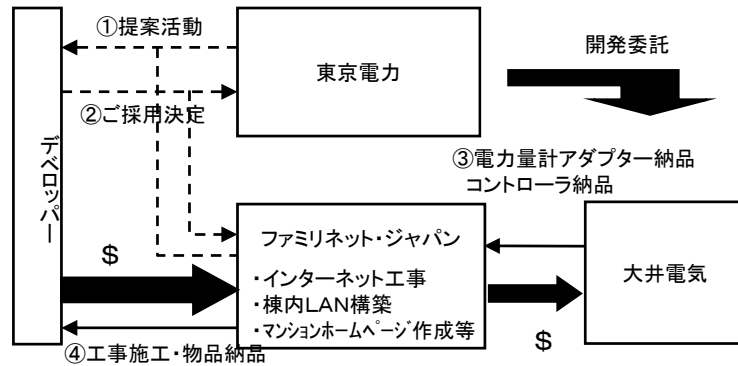 ①提案活動
東京電力
開発委託
②ご採用決定
デベロッパー
③電力量計アダプター納品
コントローラ納品
ファミリネット・ジャパン
・インターネット工事
・棟内LAN構築
・マンションホームページ作成等
大井電気
$
$
④工事施工・物品納品